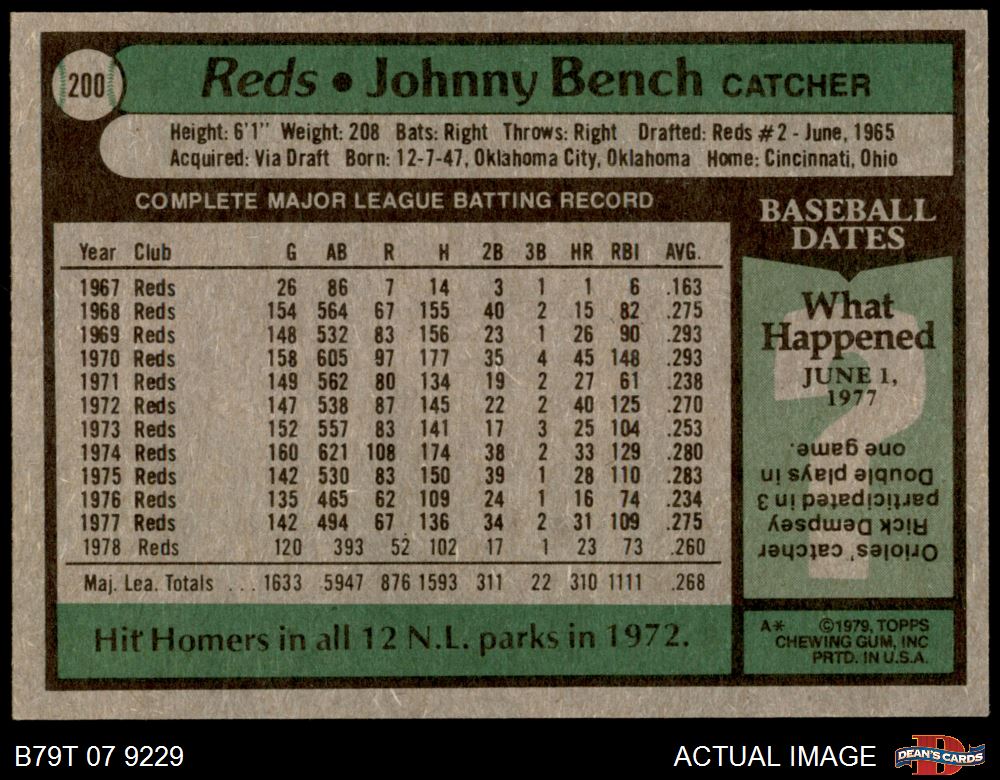 200
Reds • Johnny Bench CATCHER
Height: 6'1" Weight: 208 Bats: Right Throws: Right Drafted: Reds #2 - June, 1965
Acquired: Via Draft Born: 12-7-47, Oklahoma City, Oklahoma Home: Cincinnati, Ohio
COMPLETE MAJOR LEAGUE BATTING RECORD
Year Club G AB R H 2B 3B HR RBI AVG.
1967 Reds 26 86 7 14 3 1 1 6 .163
1968 Reds 154 564 67 155 40 2 15 82 .275
1969 Reds 148 532 83 156 23 1 26 90 .293
1970 Reds 158 605 97 177 35 4 45 148 .293
1971 Reds 149 562 80 134 19 2 27 61 .238
1972 Reds 147 538 87 145 22 2 40 125 .270
1973 Reds 152 557 83 141 17 3 25 104 .253
1974 Reds 160 621 108 174 38 2 33 129 .280
1975 Reds 142 530 83 150 39 1 28 110 .283
1976 Reds 135 465 62 109 24 1 16 74 .234
1977 Reds 142 494 67 136 34 2 31 109 .275
1978 Reds 120 393 52 102 17 1 23 73 .260
Maj. Lea. Totals ... 1633 5947 876 1593 311 22 310 1111 .268
Hit Homers in all 12 N.L. parks in 1972.
BASEBALL
DATES
What
Happened
JUNE 1,
1977
Orioles' catcher
Rick Dempsey
participated in 3
Double plays in
one game.
A* ©1979, TOPPS
CHEWING GUM, INC
PRTD. IN U.S.A.
B79T 07 9229
ACTUAL IMAGE
D
DEAN'S CARDS